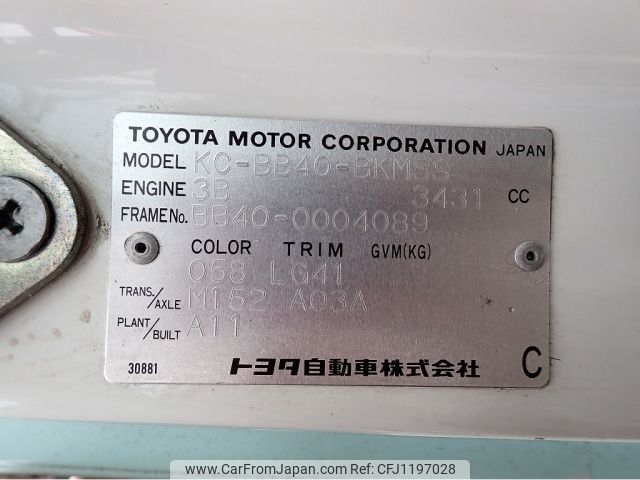 TOYOTA MOTOR CORPORATION JAPAN
MODEL KC-BB40-BKMSS
ENGINE 3B 3431 CC
FRAME No. BB40-0004089
COLOR TRIM GVM(KG)
058 LG41
TRANS./AXLE M152 A03A
PLANT/BUILT A11
30881 トヨタ自動車株式会社 C
www.CarFromJapan.com | Photo ID: CFJ1197028